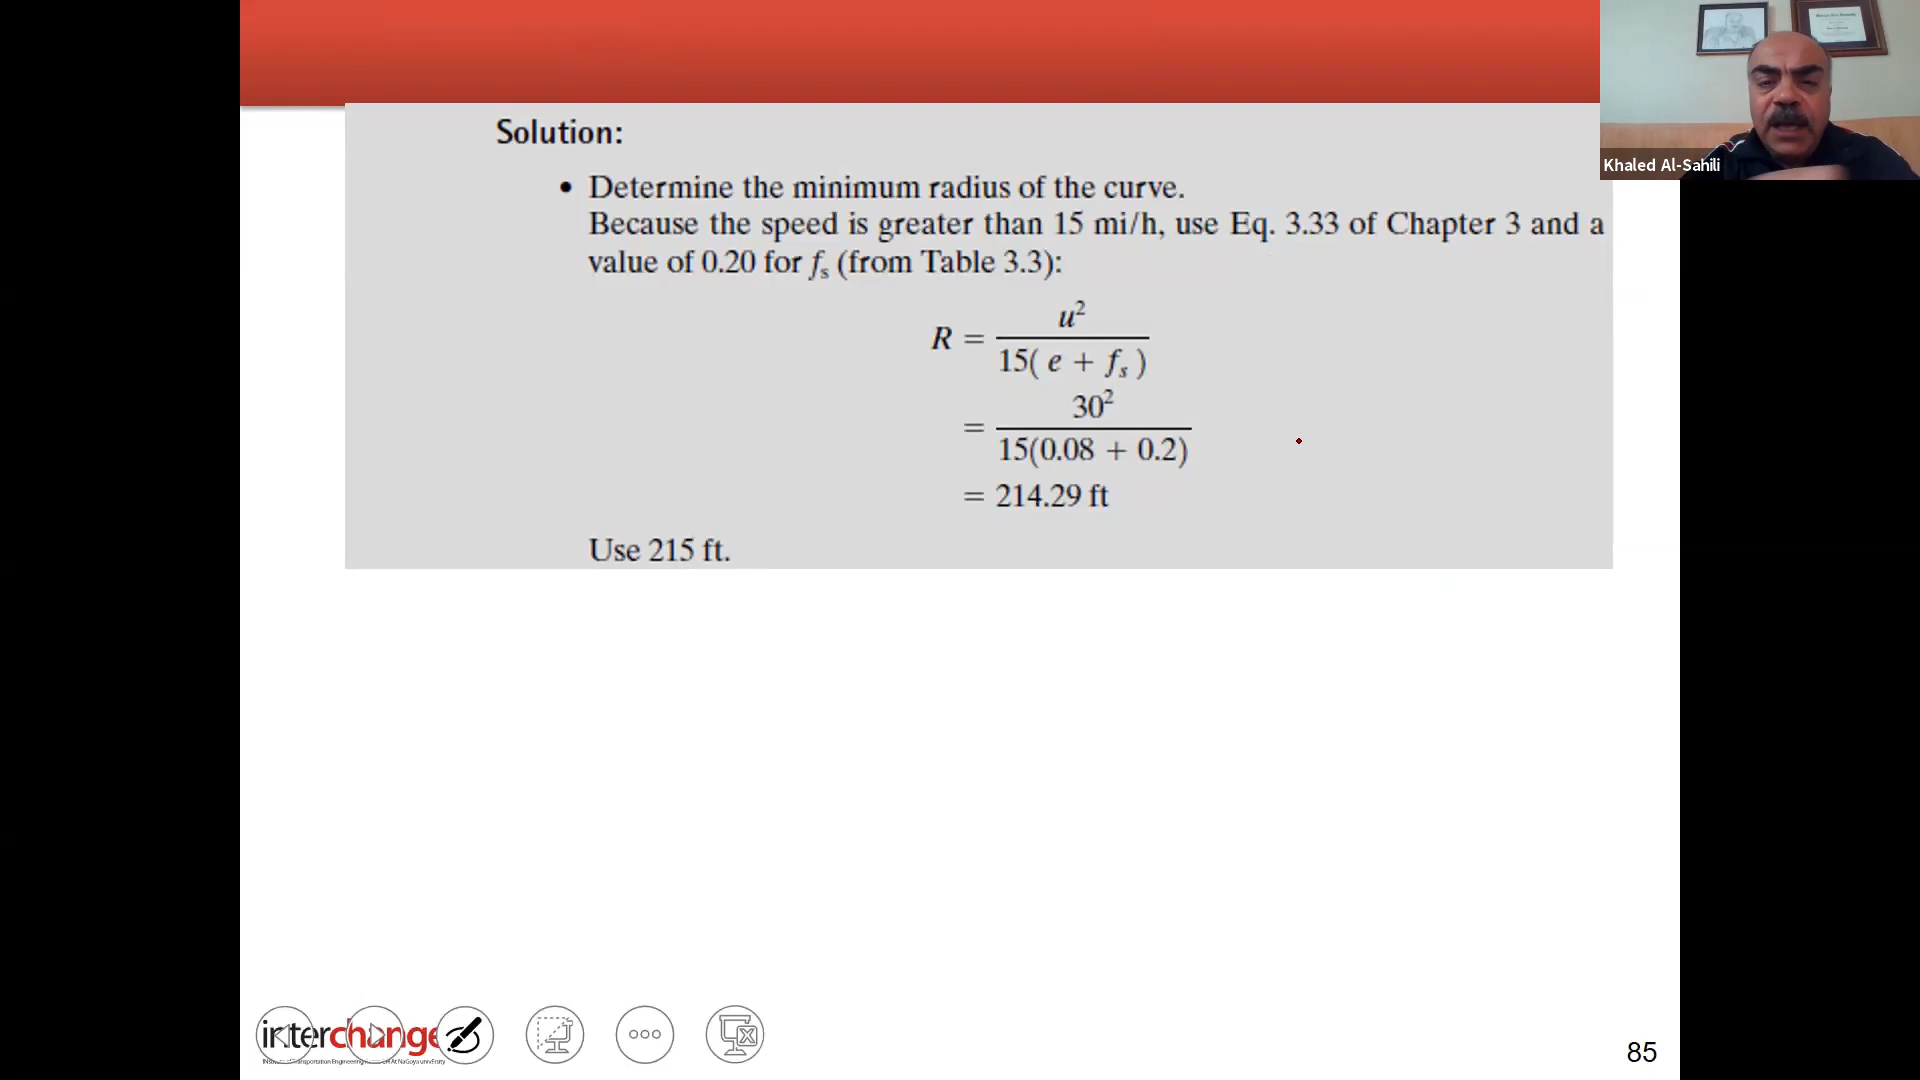 Solution:
• Determine the minimum radius of the curve.
Because the speed is greater than 15 mi/h, use Eq. 3.33 of Chapter 3 and a
value of 0.20 for fₛ (from Table 3.3):
R = u² / 15( e + fₛ )
= 30² / 15(0.08 + 0.2)
= 214.29 ft
Use 215 ft.
Khaled Al-Sahili
interchange
85